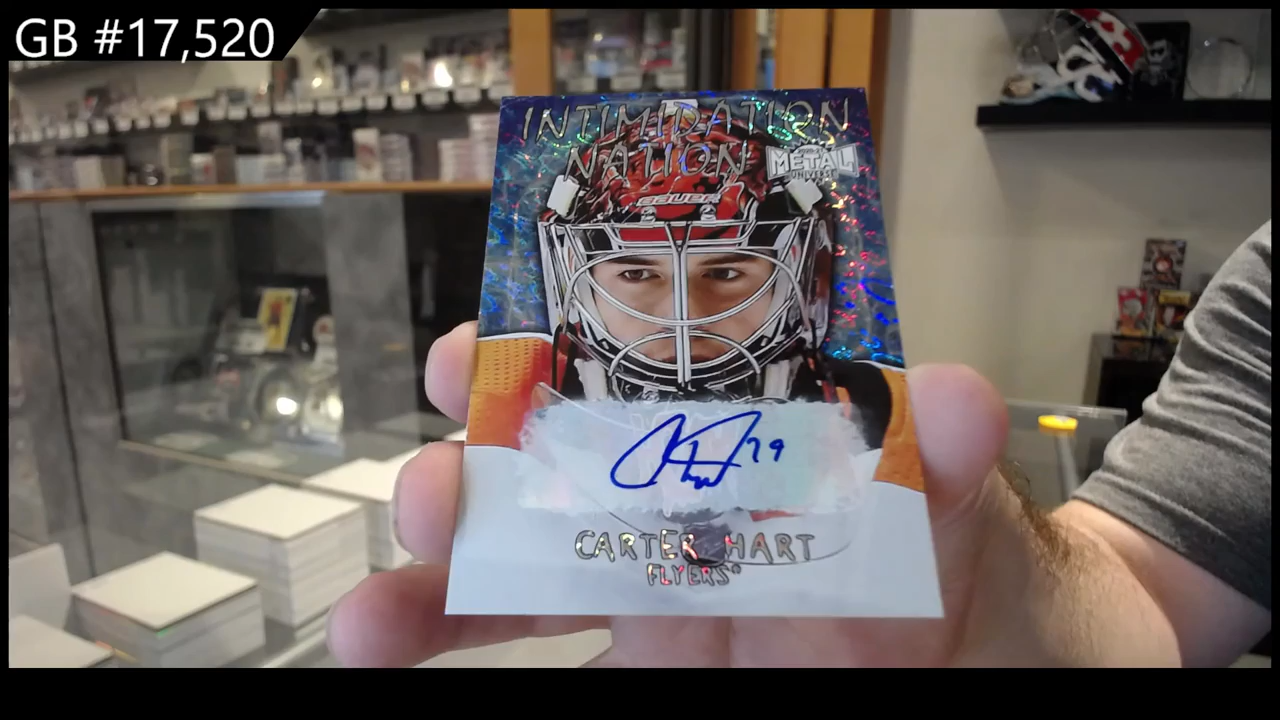 GB #17,520
INTIMIDATION
NATION
METAL
UNIVERSE
BAUER
79
CARTER HART
FLYERS®